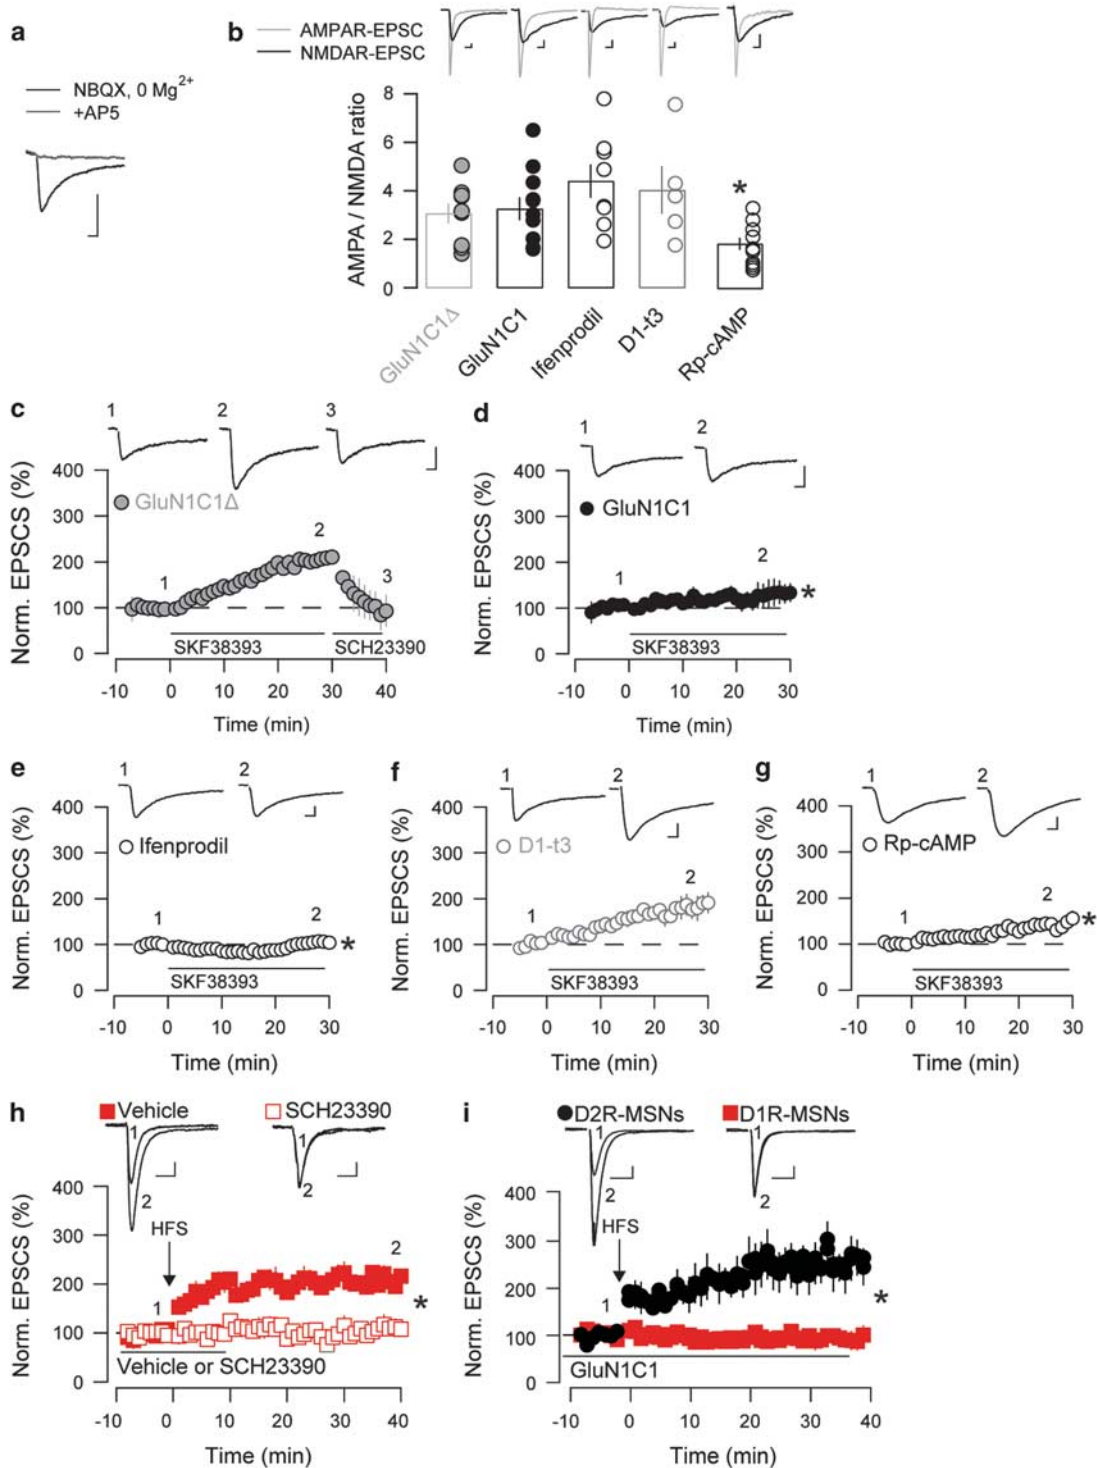 a
NBQX, 0 Mg2+
+AP5
b
AMPAR-EPSC
NMDAR-EPSC
AMPA / NMDA ratio
8
6
4
2
0
*
GluN1C1Δ
GluN1C1
Ifenprodil
D1-t3
Rp-cAMP
c
1 2 3
Norm. EPSCS (%)
400
300
200
100
0
GluN1C1Δ
1 2 3
SKF38393 SCH23390
-10 0 10 20 30 40
Time (min)
d
1 2
Norm. EPSCS (%)
400
300
200
100
0
GluN1C1
1 2
*
SKF38393
-10 0 10 20 30
Time (min)
e
1 2
Norm. EPSCS (%)
400
300
200
100
0
Ifenprodil
1 2
*
SKF38393
-10 0 10 20 30
Time (min)
f
1 2
Norm. EPSCS (%)
400
300
200
100
0
D1-t3
1 2
SKF38393
-10 0 10 20 30
Time (min)
g
1 2
Norm. EPSCS (%)
400
300
200
100
0
Rp-cAMP
1 2
*
SKF38393
-10 0 10 20 30
Time (min)
h
Vehicle SCH23390
1 1
2 2
Norm. EPSCS (%)
400
300
200
100
0
HFS
1 2
*
Vehicle or SCH23390
-10 0 10 20 30 40
Time (min)
i
D2R-MSNs D1R-MSNs
1 1
2 2
Norm. EPSCS (%)
400
300
200
100
0
HFS
1
*
GluN1C1
-10 0 10 20 30 40
Time (min)